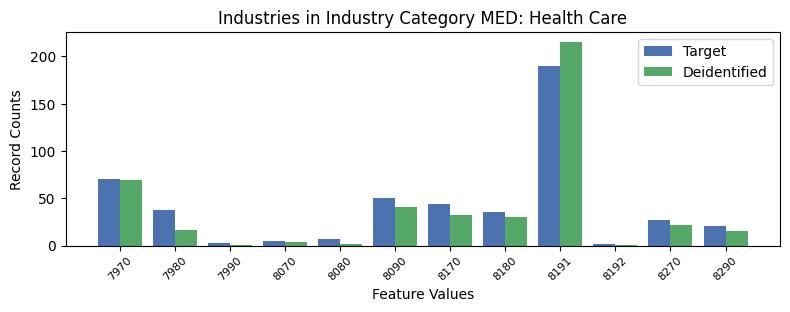 Industries in Industry Category MED: Health Care
Target
Deidentified
Record Counts
200
150
100
50
0
7970 7980 7990 8070 8080 8090 8170 8180 8191 8192 8270 8290
Feature Values